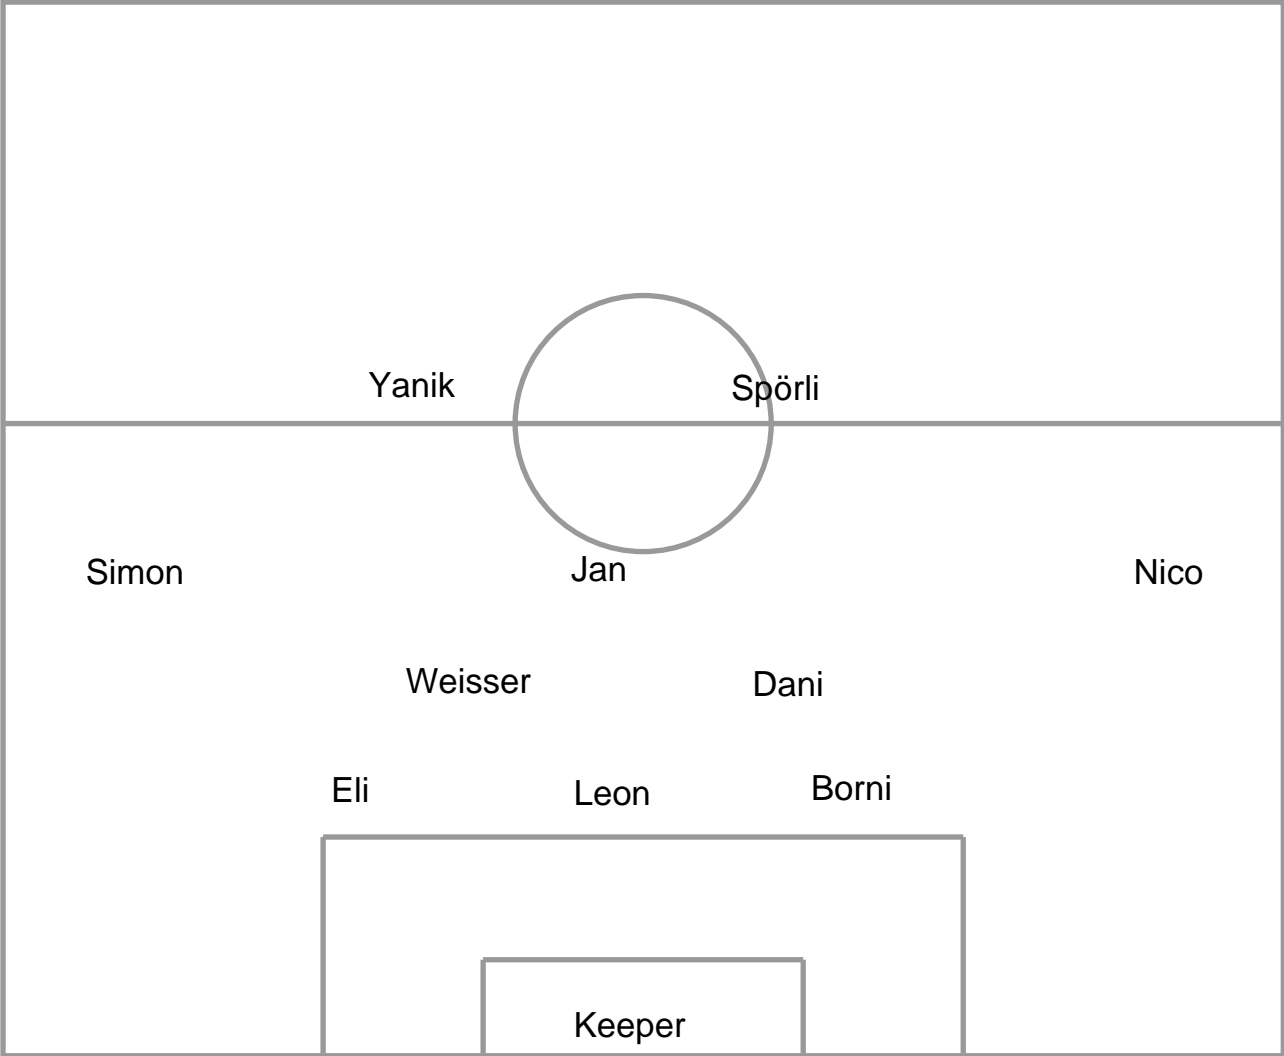 Yanik
Spörli
Simon
Jan
Nico
Weisser
Dani
Eli
Leon
Borni
Keeper